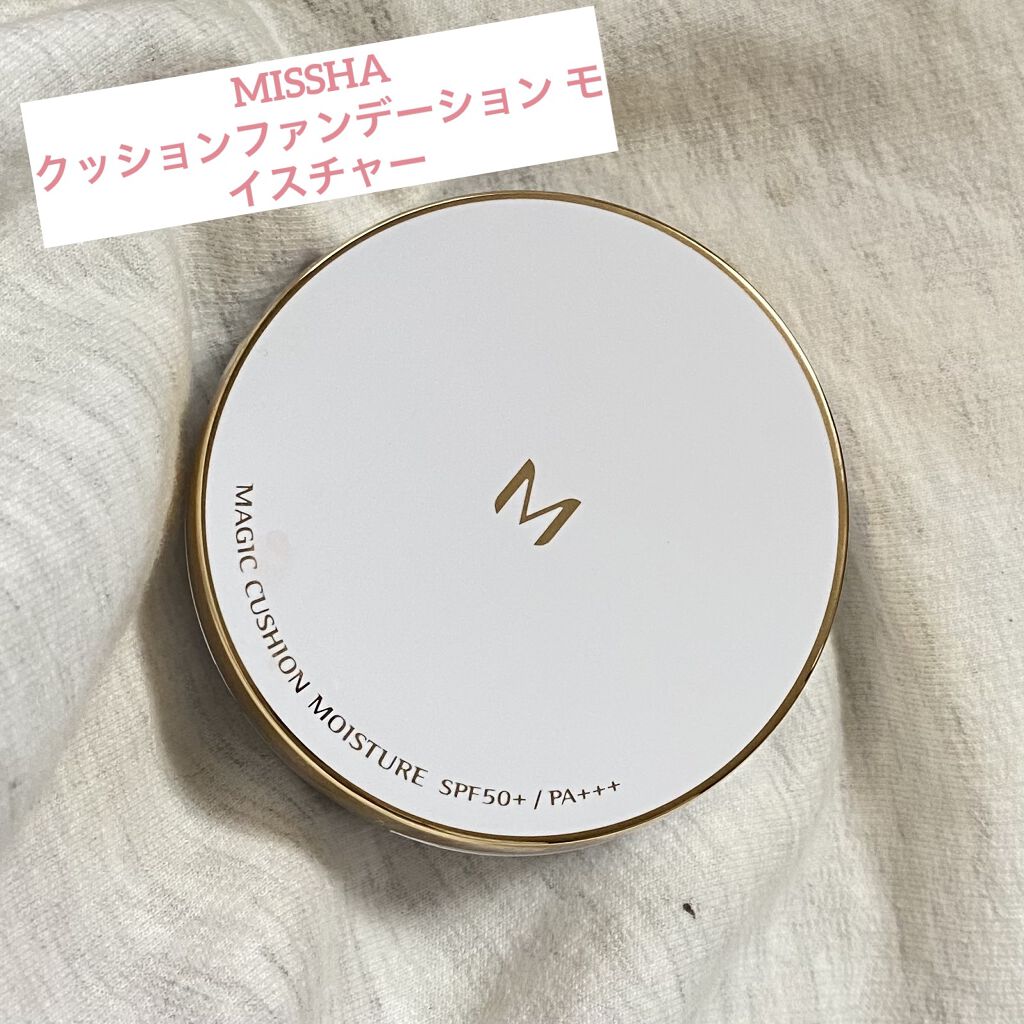 MISSHA
クッションファンデーション モ
イスチャー
M
MAGIC CUSHION MOISTURE SPF50+ / PA+++